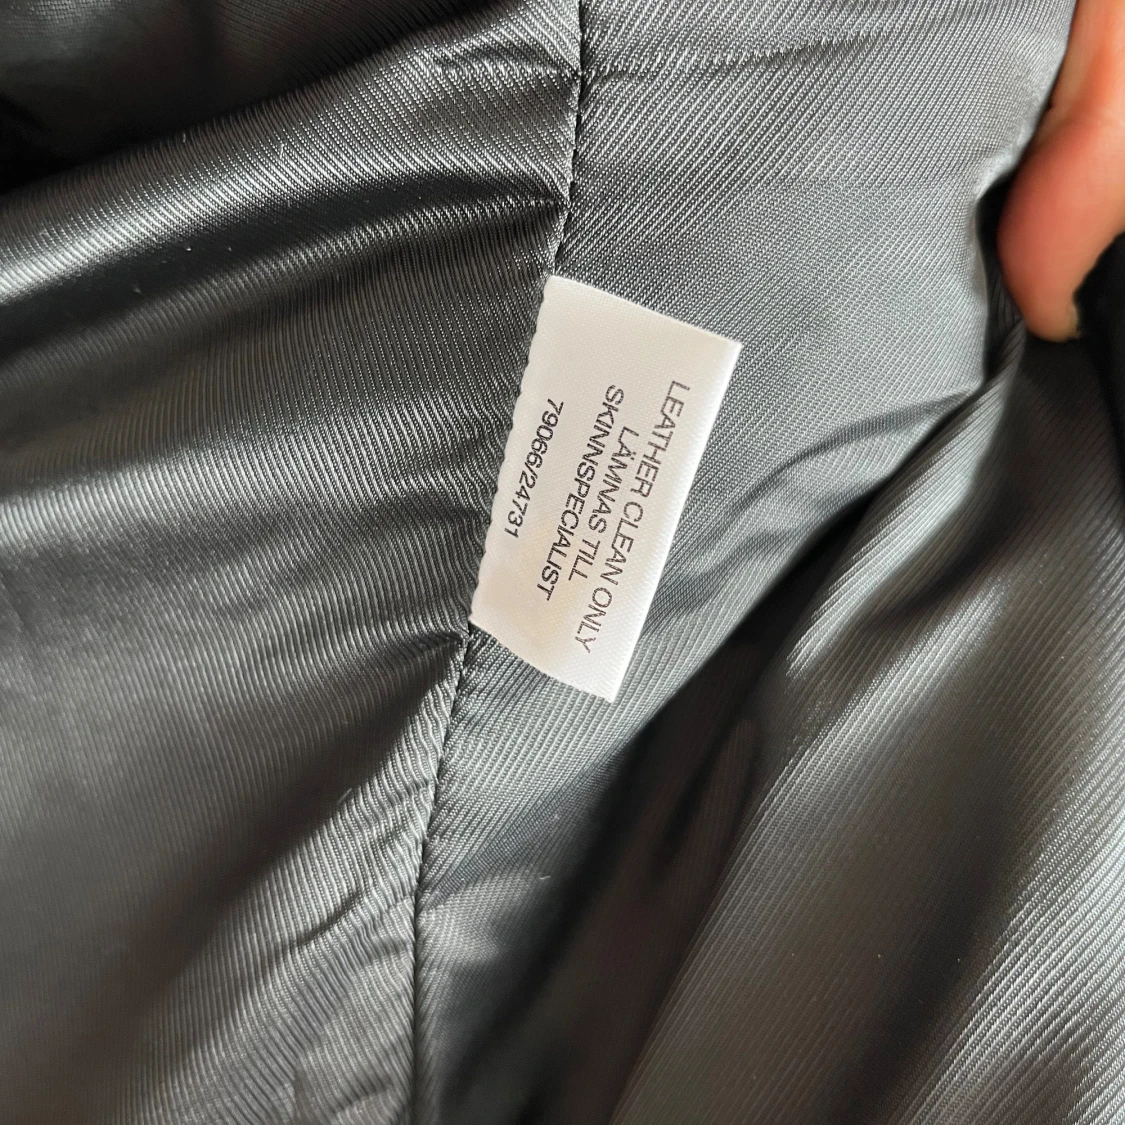 LEATHER CLEAN ONLY
LÄMNAS TILL
SKINNSPECIALIST
79066/24731